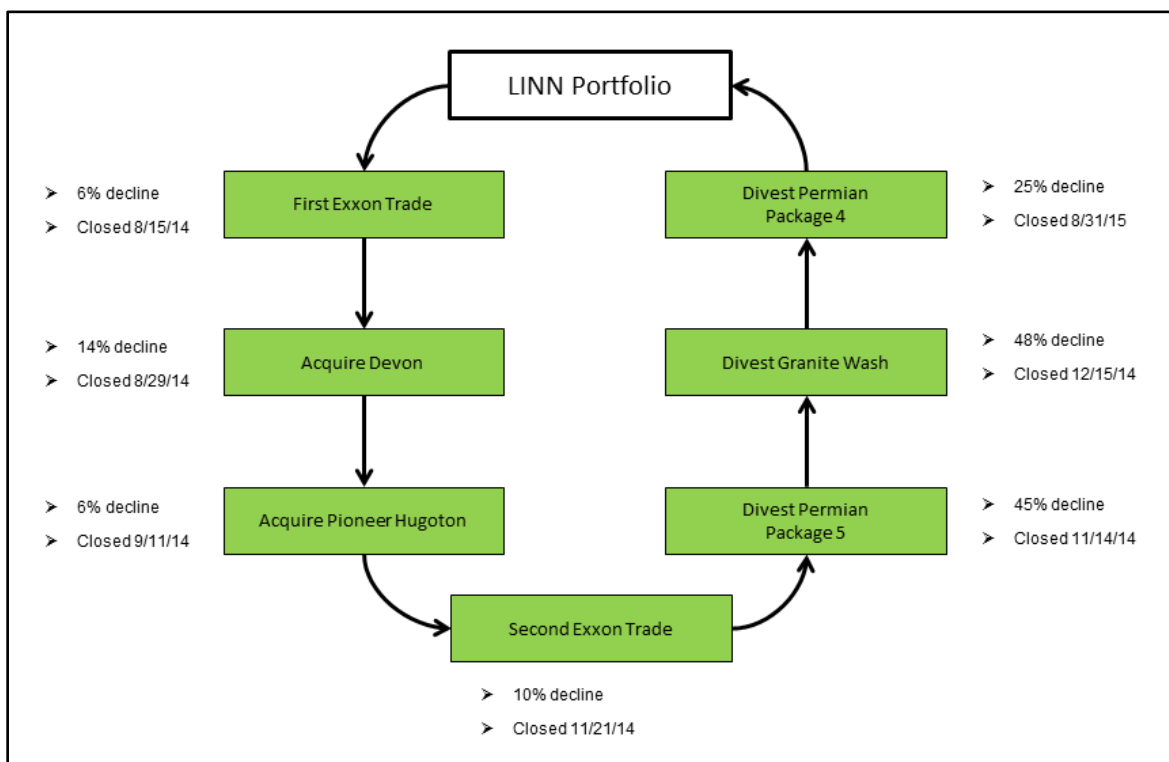 LINN Portfolio
6% decline
Closed 8/15/14
First Exxon Trade
14% decline
Closed 8/29/14
Acquire Devon
6% decline
Closed 9/11/14
Acquire Pioneer Hugoton
Second Exxon Trade
10% decline
Closed 11/21/14
Divest Permian
Package 5
45% decline
Closed 11/14/14
Divest Granite Wash
48% decline
Closed 12/15/14
Divest Permian
Package 4
25% decline
Closed 8/31/15